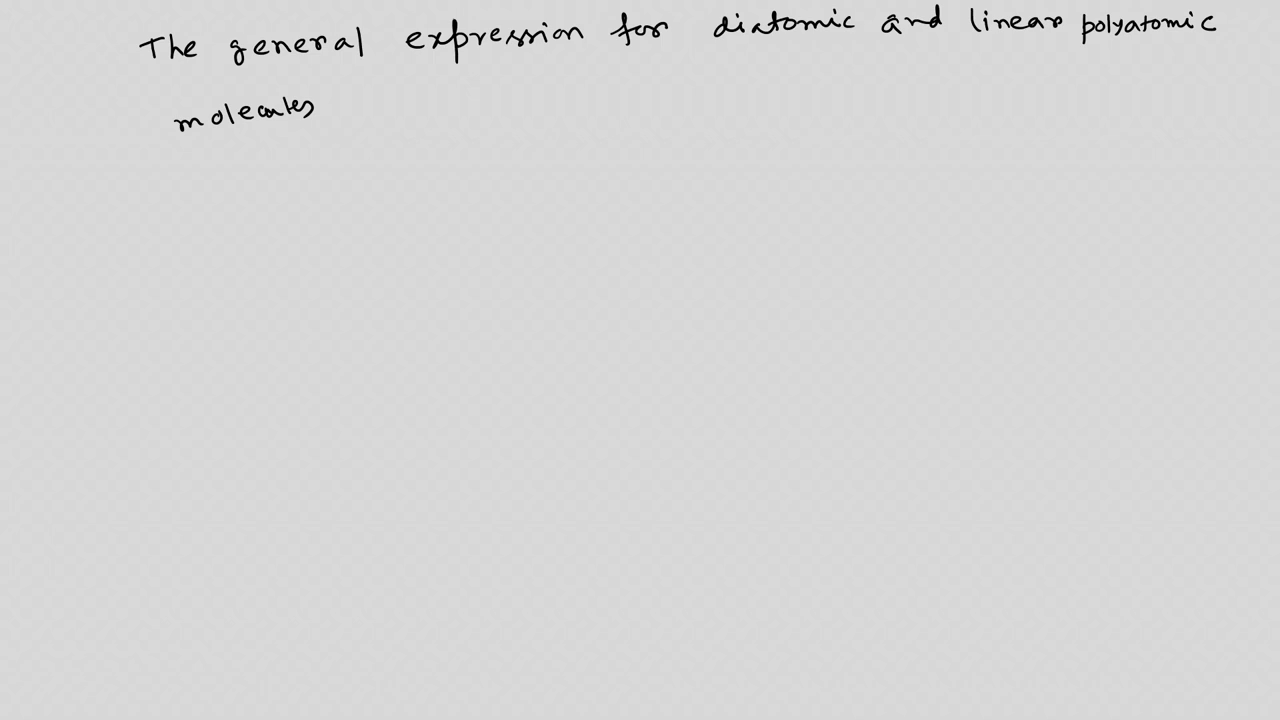 The general expression for diatomic and linear polyatomic
molecules